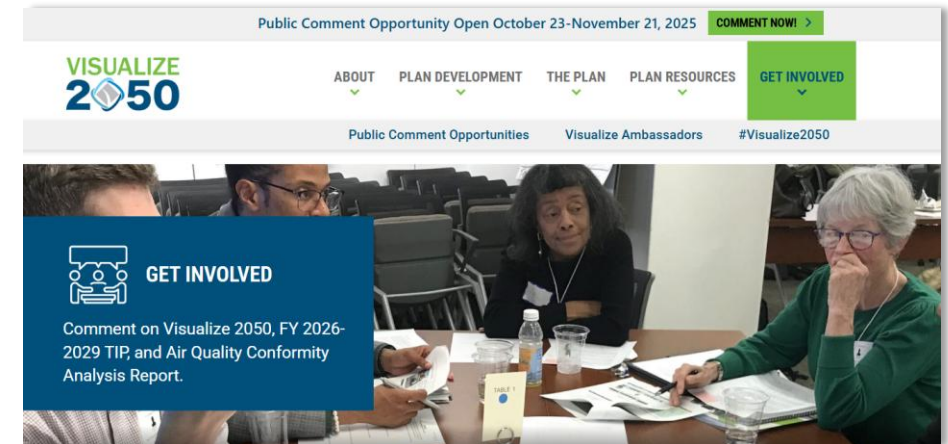 Public Comment Opportunity Open October 23-November 21, 2025 COMMENT NOW! >
VISUALIZE
2050
ABOUT PLAN DEVELOPMENT THE PLAN PLAN RESOURCES GET INVOLVED
Public Comment Opportunities Visualize Ambassadors #Visualize2050
GET INVOLVED
Comment on Visualize 2050, FY 2026-
2029 TIP, and Air Quality Conformity
Analysis Report.
TABLE 1